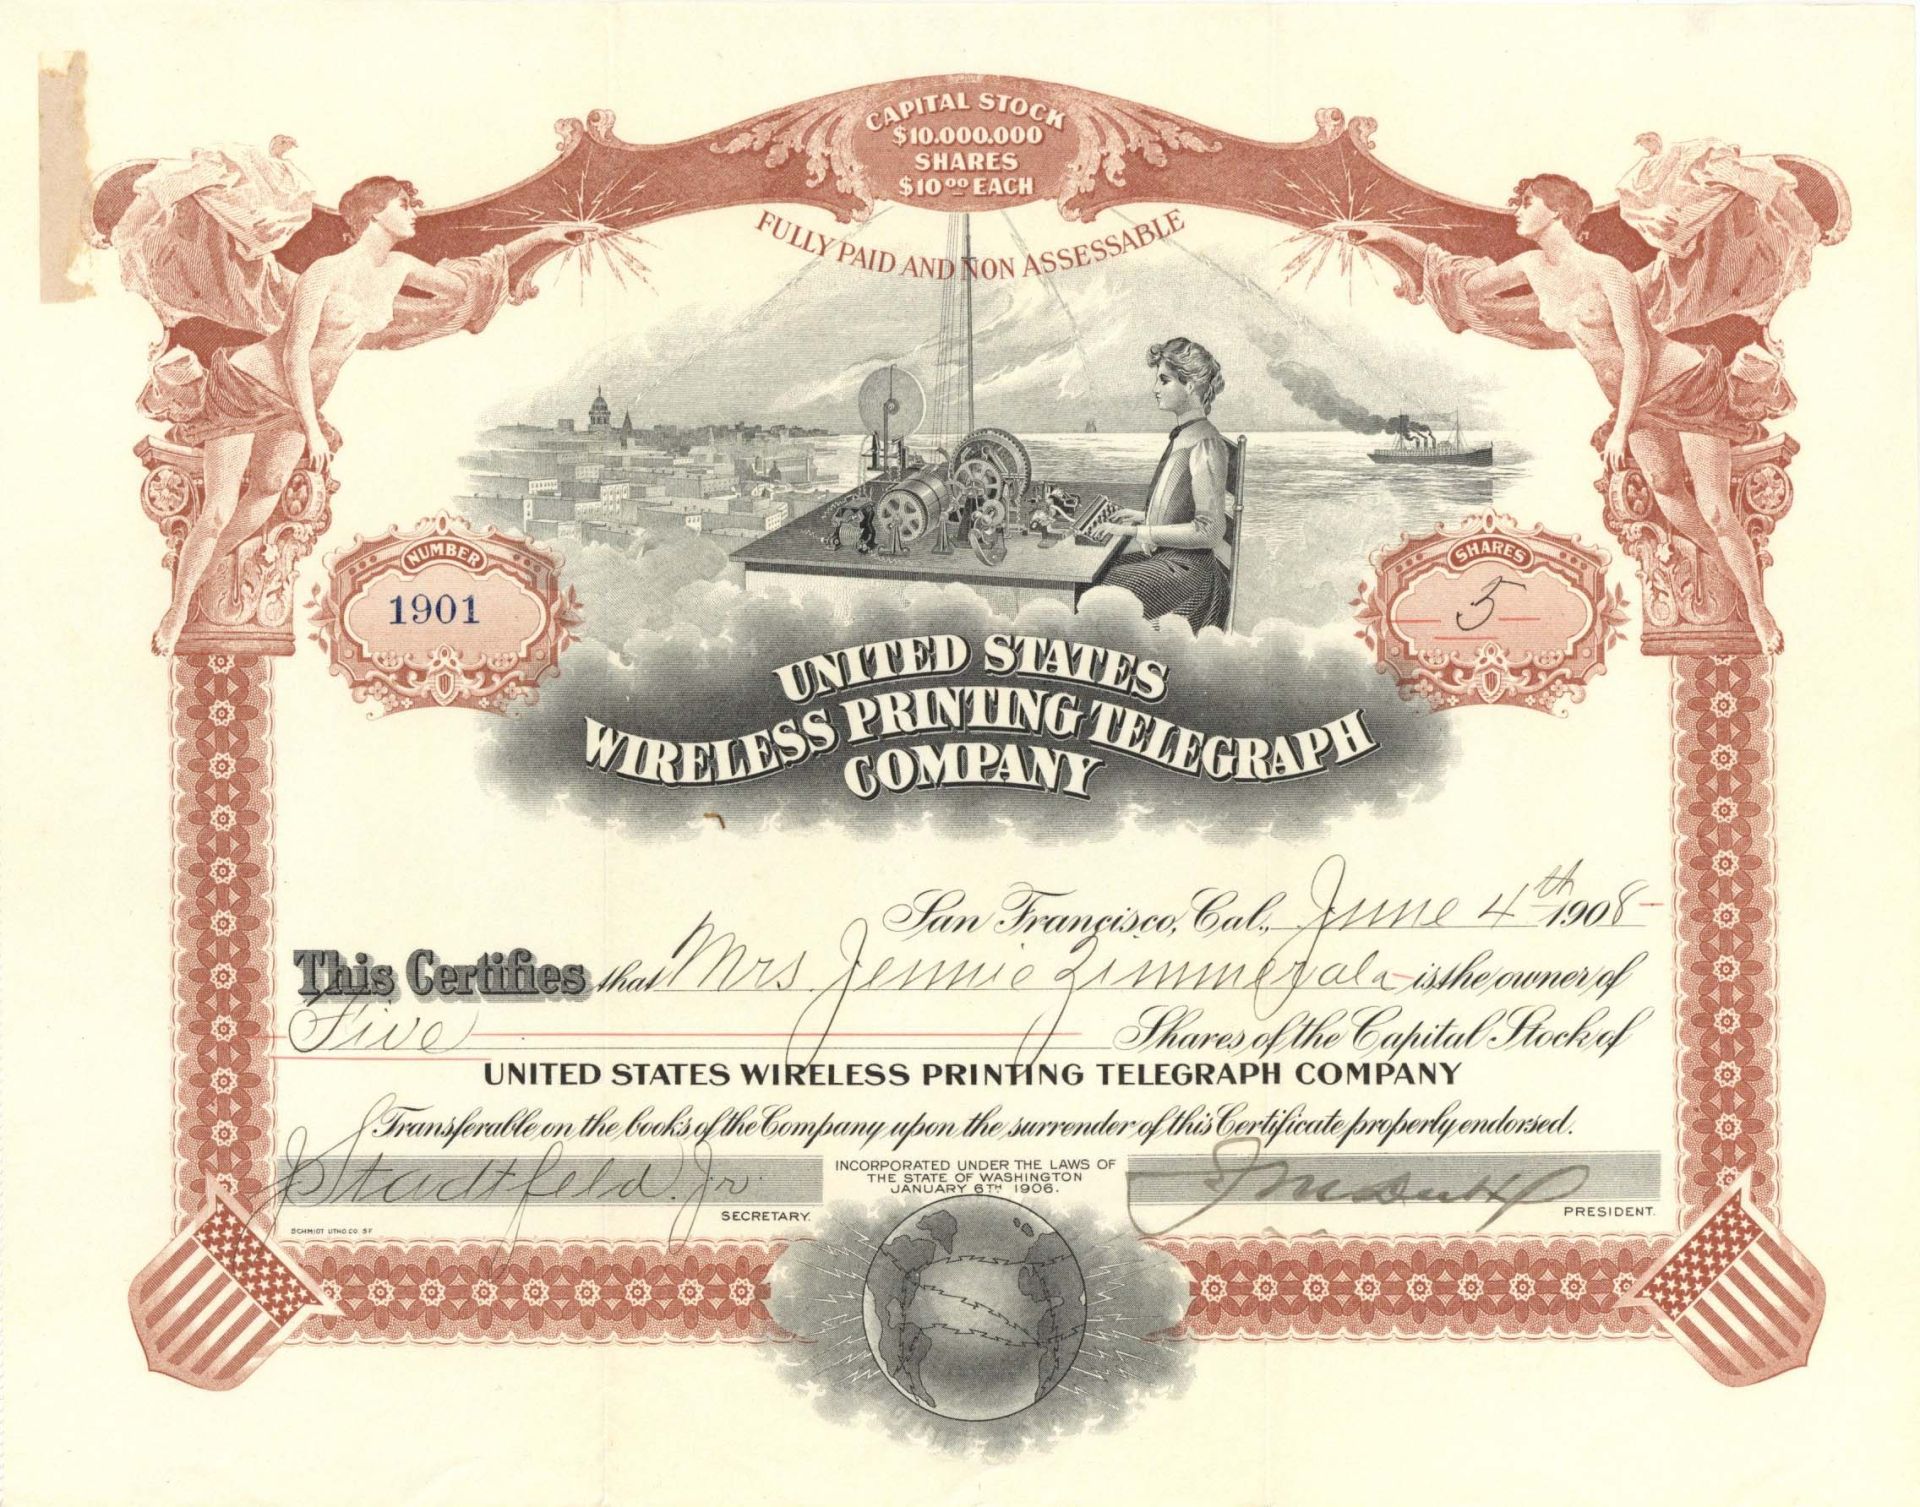 CAPITAL STOCK
$10.000.000
SHARES
$10 00 EACH
FULLY PAID AND NON ASSESSABLE
NUMBER
1901
SHARES
5
UNITED STATES
WIRELESS PRINTING TELEGRAPH
COMPANY
San Francisco, Cal., June 4th 1908
This Certifies that Mrs. Jennie is the owner of
Five Shares of the Capital Stock of
UNITED STATES WIRELESS PRINTING TELEGRAPH COMPANY
Transferable on the books of the Company upon the surrender of this Certificate properly endorsed.
J Stadtfeld. Jr
SECRETARY.
INCORPORATED UNDER THE LAWS OF
THE STATE OF WASHINGTON
JANUARY 6TH 1906.
PRESIDENT.
SCHMIDT LITHO. CO. SF